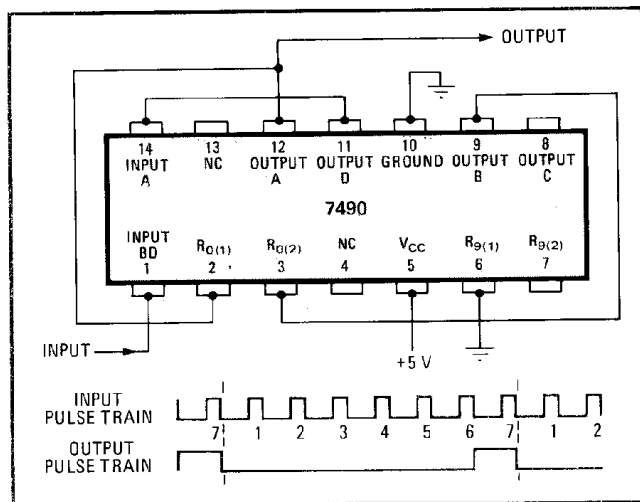 OUTPUT
14 13 12 11 10 9 8
INPUT NC OUTPUT OUTPUT GROUND OUTPUT OUTPUT
A A D B C
7490
INPUT
BD R0(1) R0(2) NC VCC R9(1) R9(2)
1 2 3 4 5 6 7
INPUT
+5 V
INPUT
PULSE TRAIN
7 1 2 3 4 5 6 7 1 2
OUTPUT
PULSE TRAIN